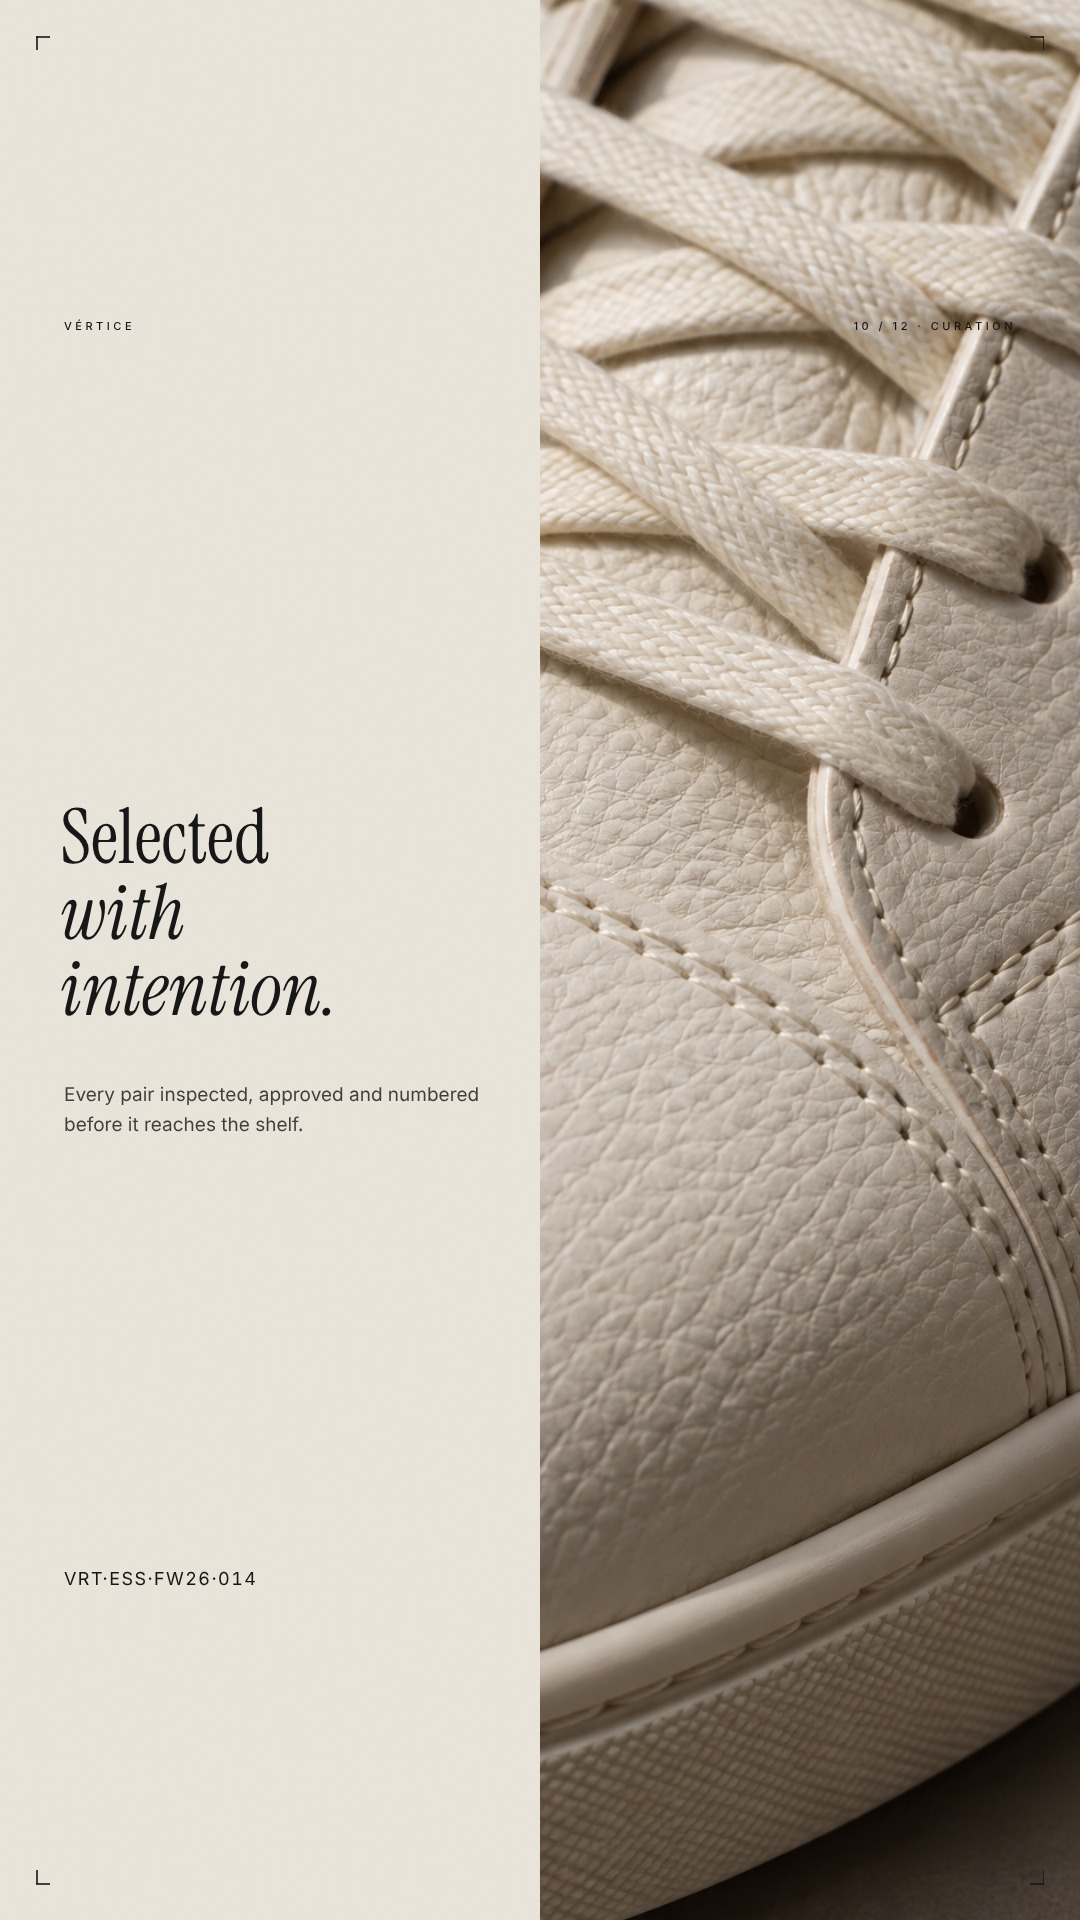 VÉRTICE
10 / 12 · CURATION
Selected
with
intention.
Every pair inspected, approved and numbered
before it reaches the shelf.
VRT·ESS·FW26·014